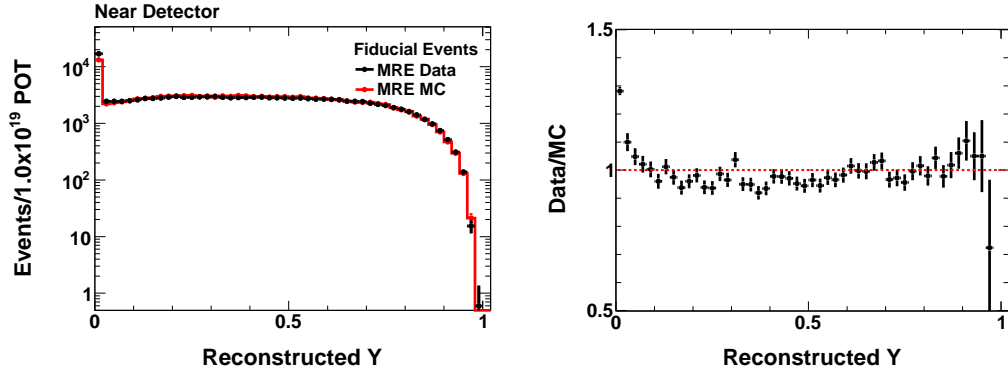 Near Detector
Events/1.0x10¹⁹ POT
10⁴
10³
10²
10
1
Fiducial Events
MRE Data
MRE MC
0 0.5 1
Reconstructed Y
Data/MC
1.5
1
0.5
0 0.5 1
Reconstructed Y